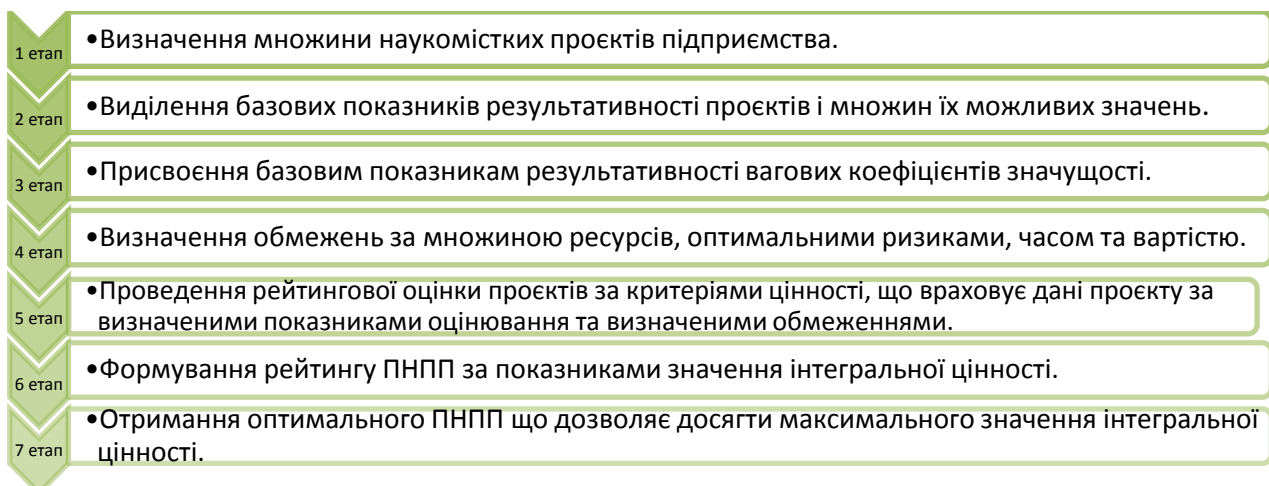 1 етап
•Визначення множини наукомістких проєктів підприємства.
2 етап
•Виділення базових показників результативності проєктів і множин їх можливих значень.
3 етап
•Присвоєння базовим показникам результативності вагових коефіцієнтів значущості.
4 етап
•Визначення обмежень за множиною ресурсів, оптимальними ризиками, часом та вартістю.
5 етап
•Проведення рейтингової оцінки проєктів за критеріями цінності, що враховує дані проєкту за
визначеними показниками оцінювання та визначеними обмеженнями.
6 етап
•Формування рейтингу ПНПП за показниками значення інтегральної цінності.
7 етап
•Отримання оптимального ПНПП що дозволяє досягти максимального значення інтегральної
цінності.